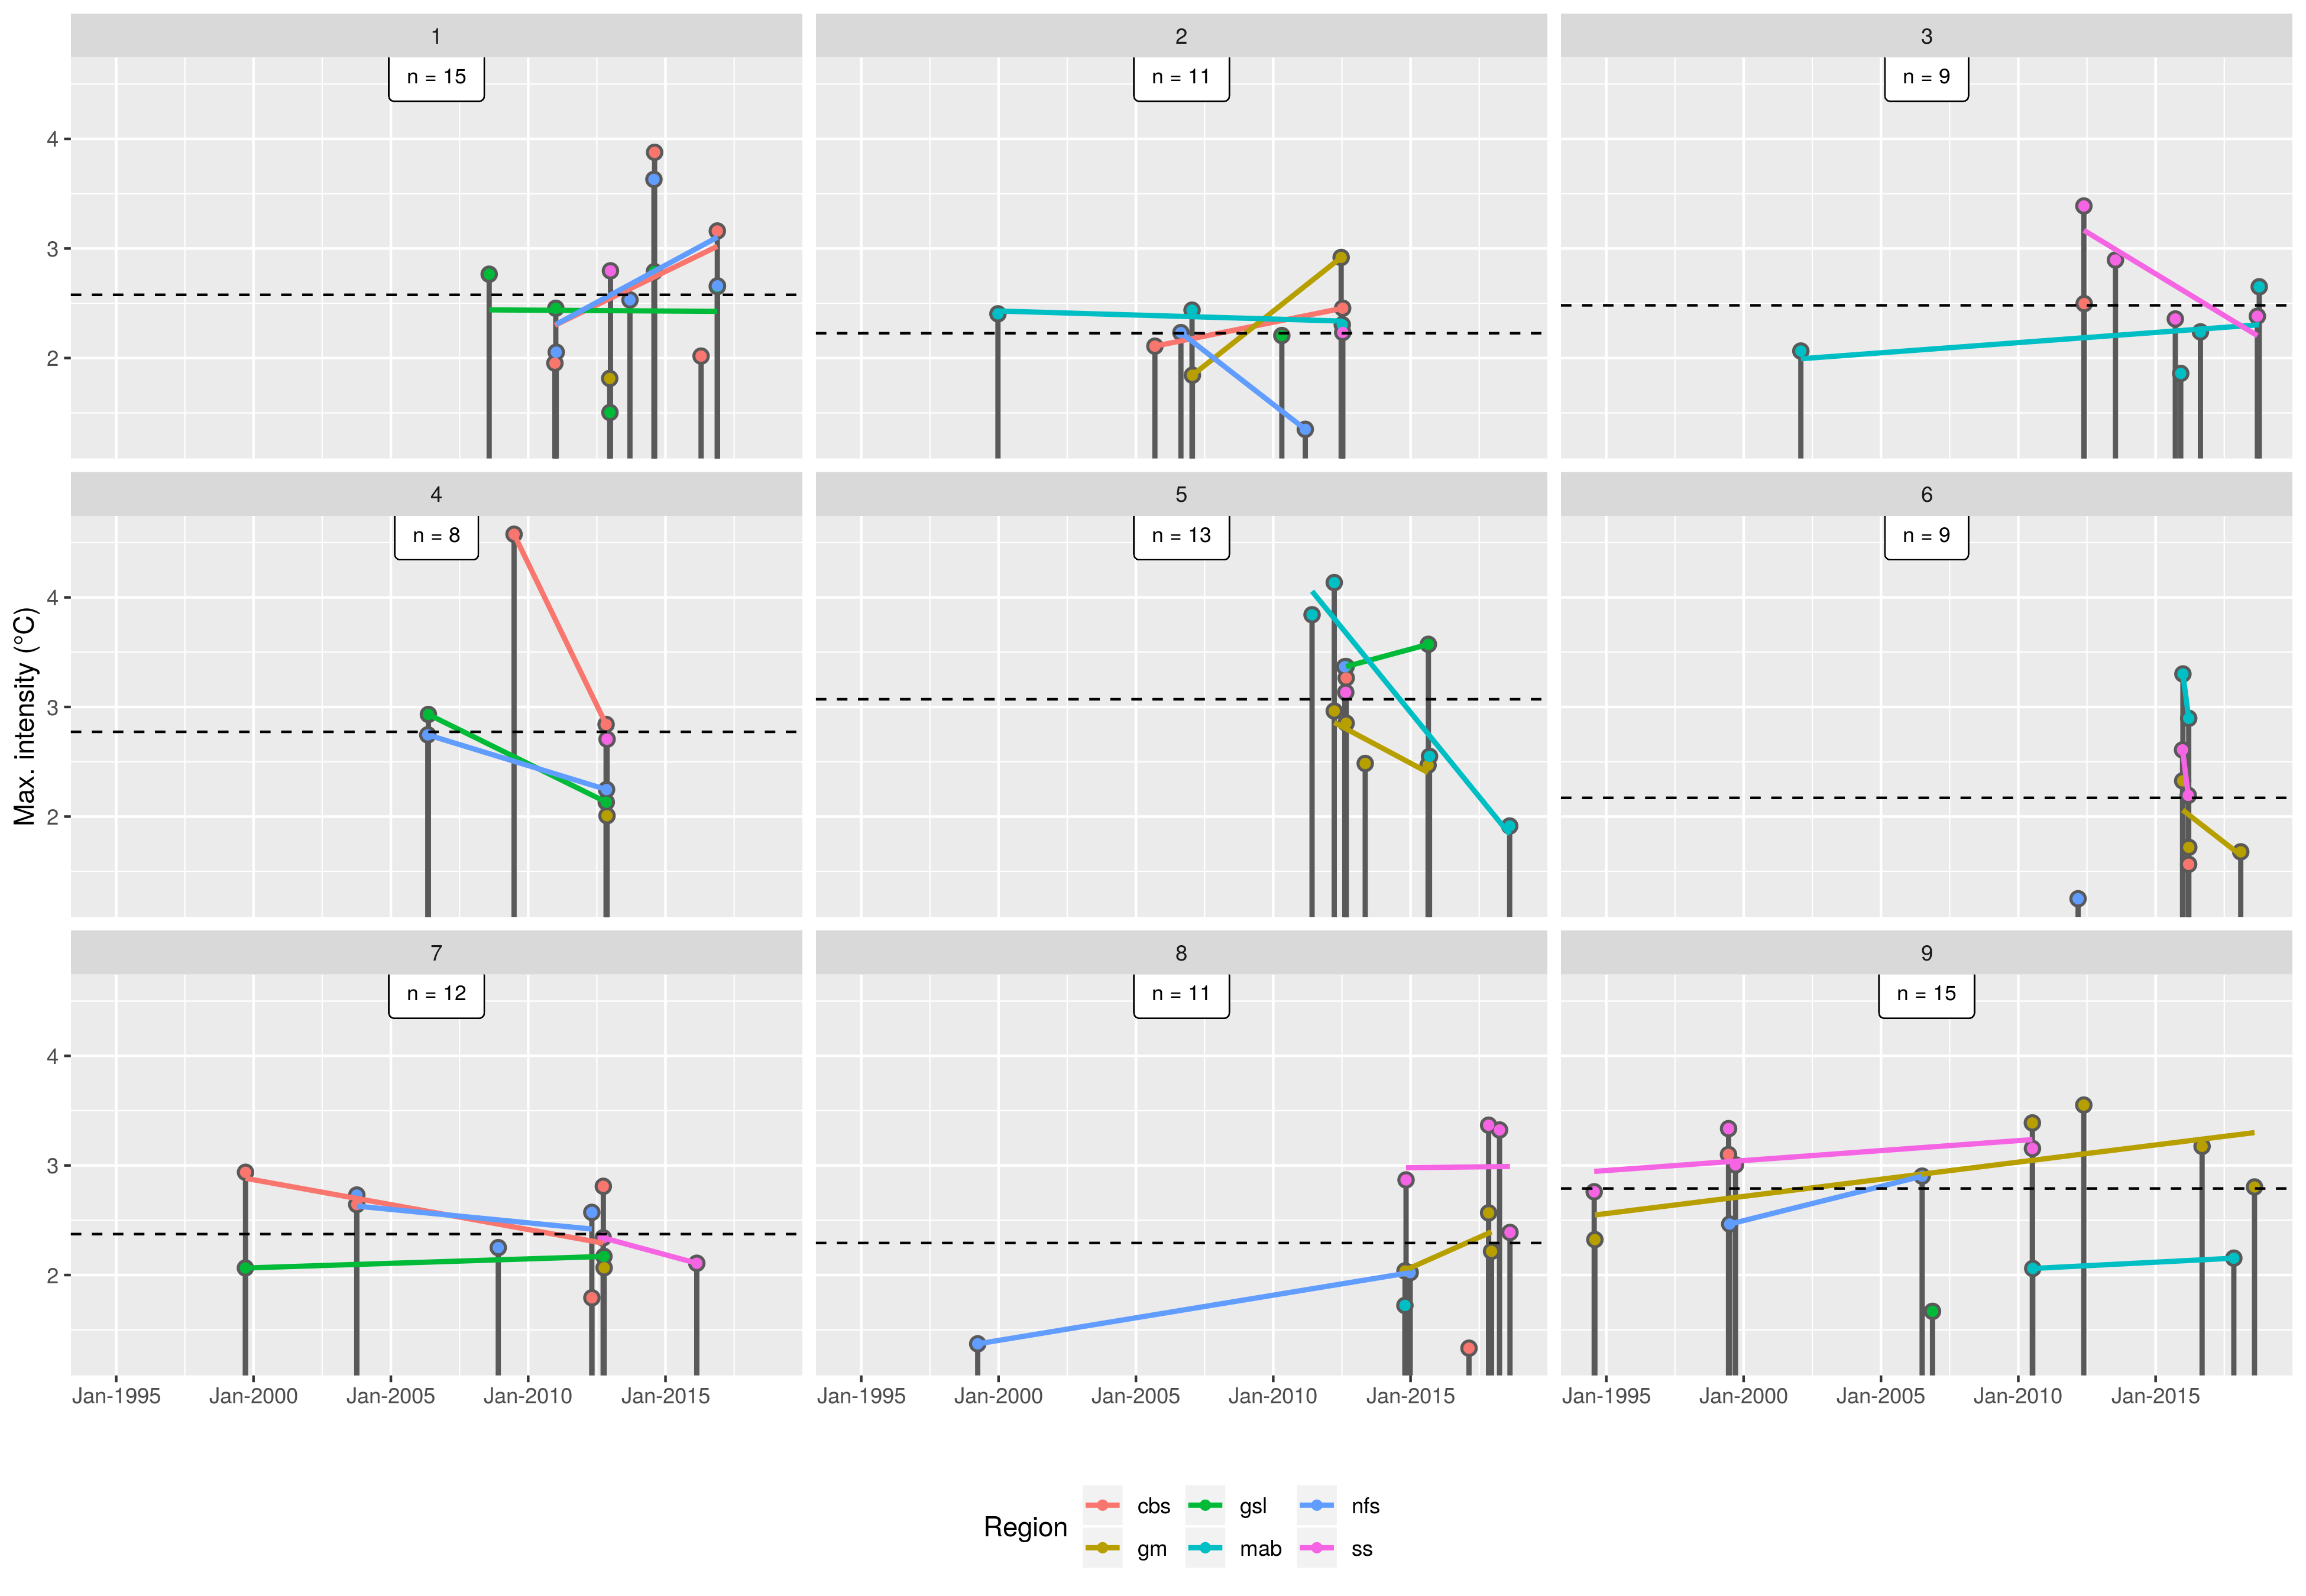 1 2 3
n = 15 n = 11 n = 9
4
3
2
4 5 6
n = 8 n = 13 n = 9
4
3
2
Max. intensity (°C)
7 8 9
n = 12 n = 11 n = 15
4
3
2
Jan-1995 Jan-2000 Jan-2005 Jan-2010 Jan-2015 Jan-1995 Jan-2000 Jan-2005 Jan-2010 Jan-2015 Jan-1995 Jan-2000 Jan-2005 Jan-2010 Jan-2015
Region
cbs gsl nfs
gm mab ss